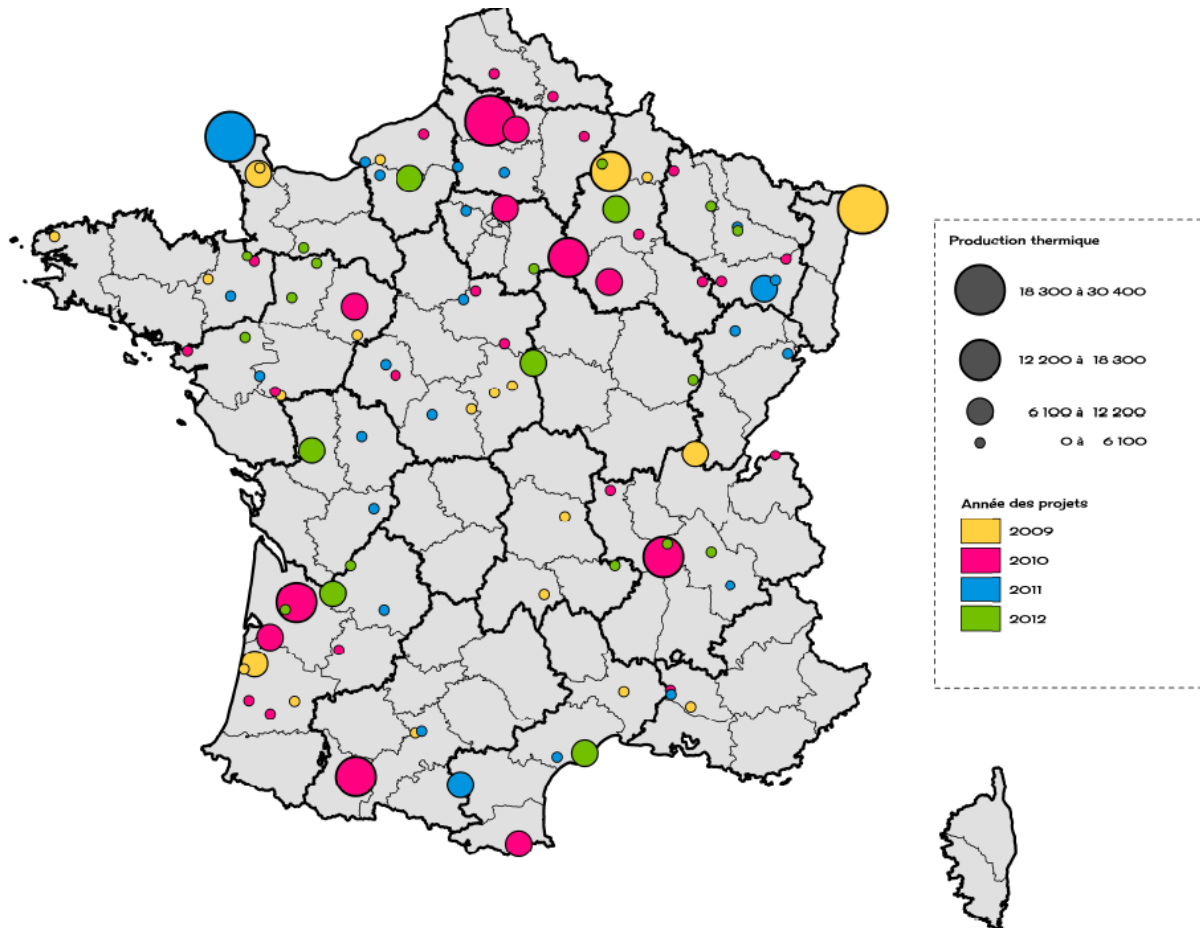 Production thermique
18 300 à 30 400
12 200 à 18 300
6 100 à 12 200
0 à 6 100
Année des projets
2009
2010
2011
2012